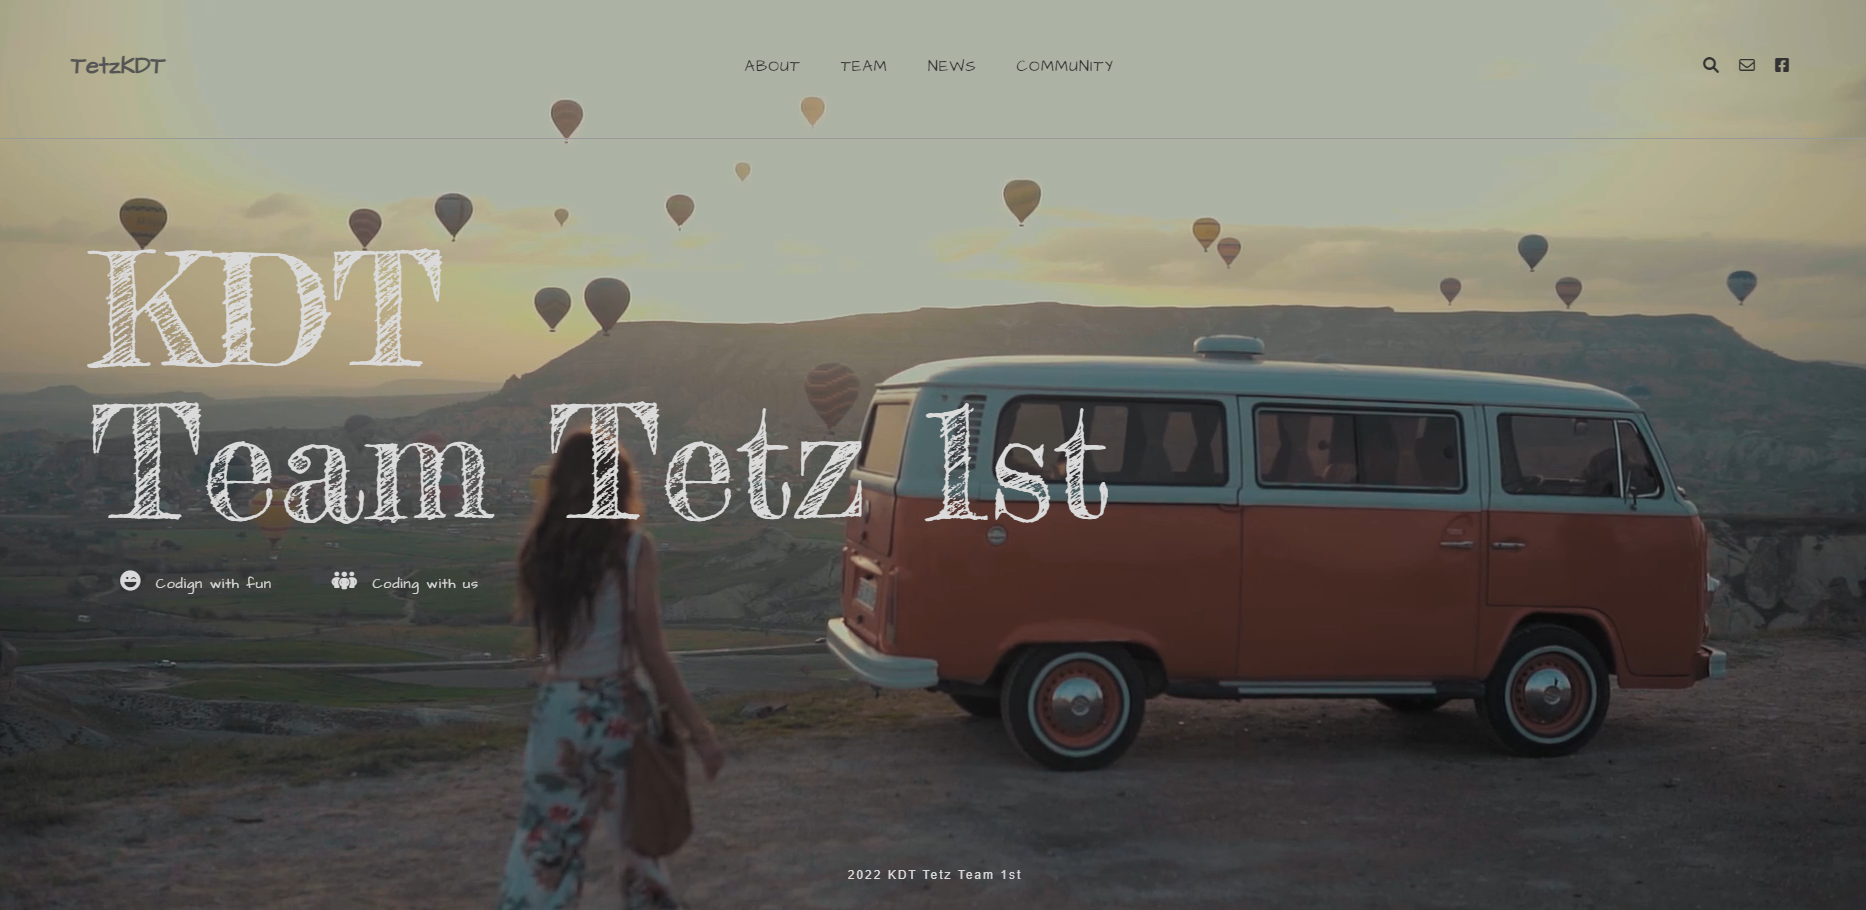 TetzKDT
ABOUT TEAM NEWS COMMUNITY
KDT
Team Tetz 1st
Codign with fun Coding with us
2022 KDT Tetz Team 1st